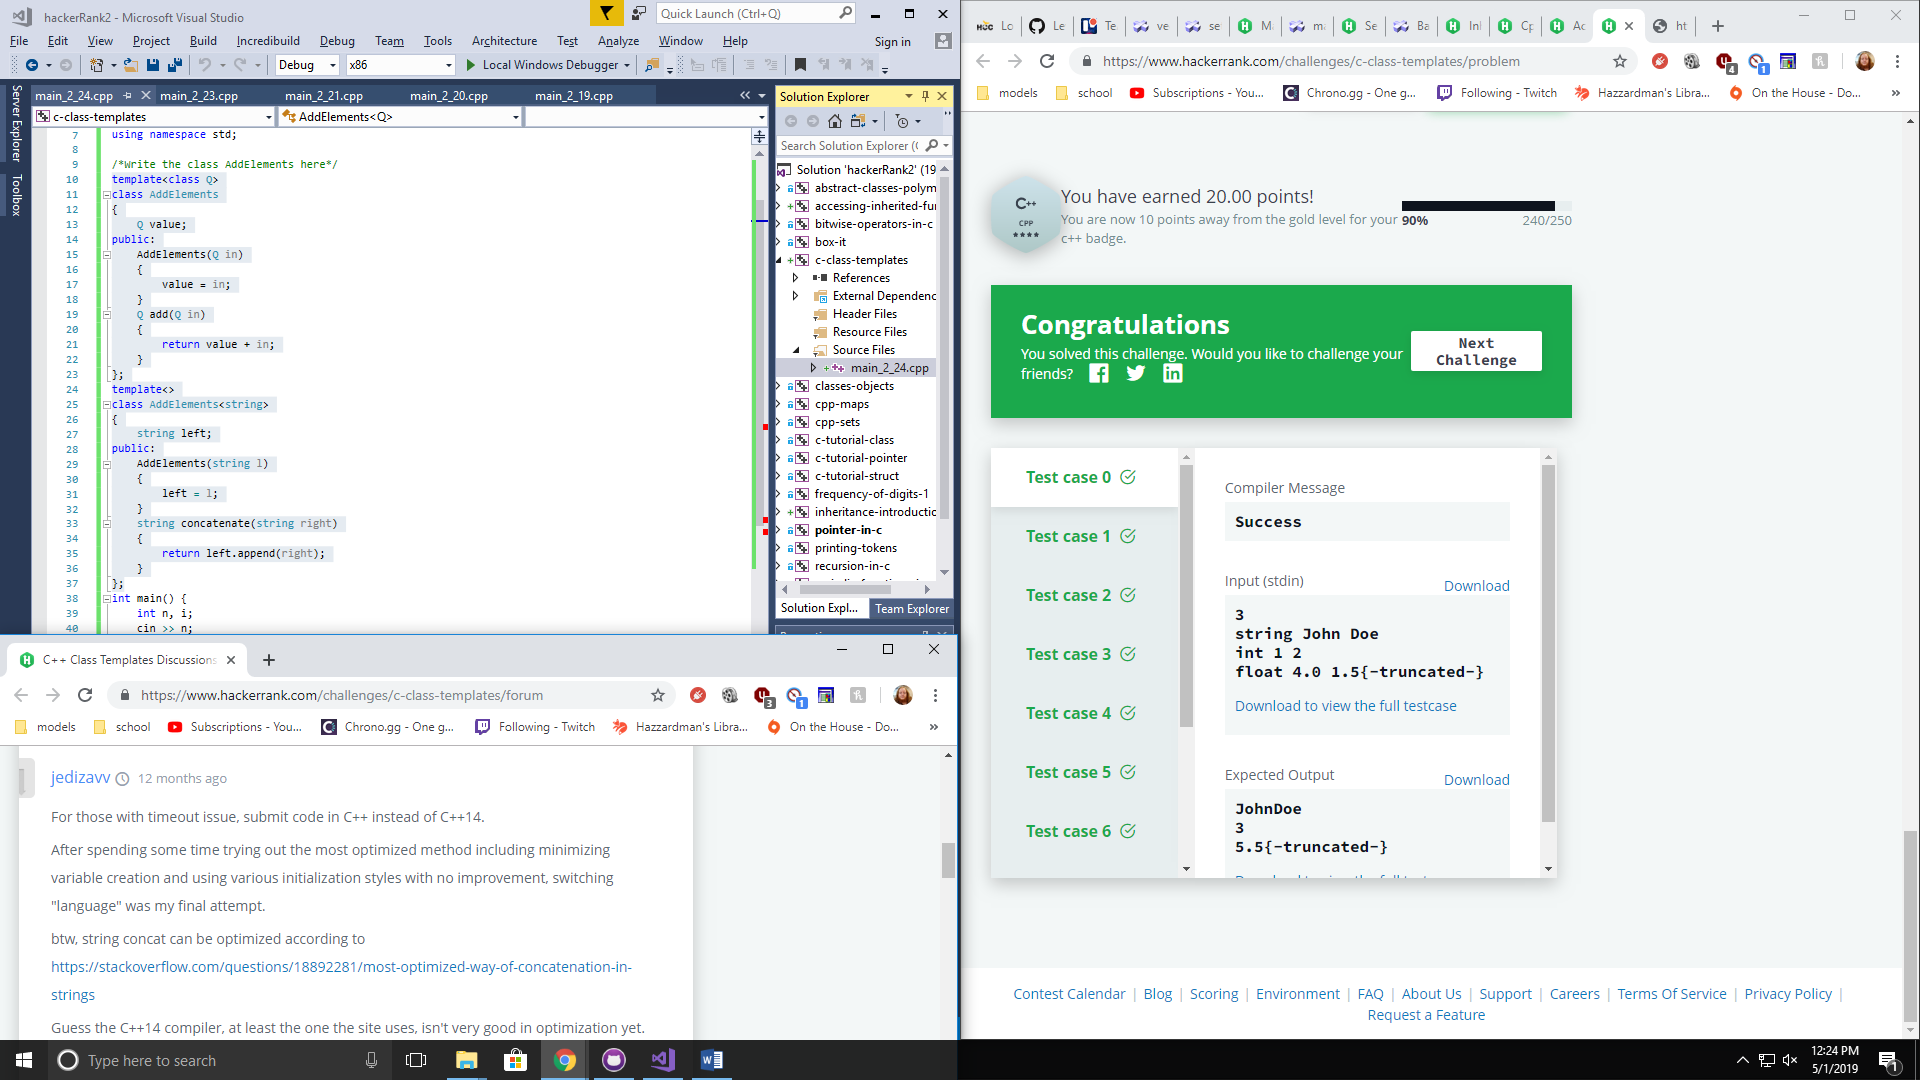 hackerRank2 - Microsoft Visual Studio
Quick Launch (Ctrl+Q)
File Edit View Project Build Incredibuild Debug Team Tools Architecture Test Analyze Window Help Sign in
Debug x86 Local Windows Debugger
Server Explorer
Toolbox
main_2_24.cpp main_2_23.cpp main_2_21.cpp main_2_20.cpp main_2_19.cpp
c-class-templates AddElements<Q>
7 using namespace std;
8
9 /*Write the class AddElements here*/
10 template<class Q>
11 class AddElements
12 {
13 Q value;
14 public:
15 AddElements(Q in)
16 {
17 value = in;
18 }
19 Q add(Q in)
20 {
21 return value + in;
22 }
23 };
24 template<>
25 class AddElements<string>
26 {
27 string left;
28 public:
29 AddElements(string l)
30 {
31 left = l;
32 }
33 string concatenate(string right)
34 {
35 return left.append(right);
36 }
37 };
38 int main() {
39 int n, i;
40 cin >> n;
Solution Explorer
Search Solution Explorer (C
Solution 'hackerRank2' (19
abstract-classes-polym
accessing-inherited-fu
bitwise-operators-in-c
box-it
c-class-templates
References
External Dependenc
Header Files
Resource Files
Source Files
main_2_24.cpp
classes-objects
cpp-maps
cpp-sets
c-tutorial-class
c-tutorial-pointer
c-tutorial-struct
frequency-of-digits-1
inheritance-introductic
pointer-in-c
printing-tokens
recursion-in-c
Solution Expl... Team Explorer
C++ Class Templates Discussions
https://www.hackerrank.com/challenges/c-class-templates/forum
3 1
models school Subscriptions - You... Chrono.gg - One g... Following - Twitch Hazzardman's Libra... On the House - Do... »
jedizavv 12 months ago
For those with timeout issue, submit code in C++ instead of C++14.
After spending some time trying out the most optimized method including minimizing
variable creation and using various initialization styles with no improvement, switching
"language" was my final attempt.
btw, string concat can be optimized according to
https://stackoverflow.com/questions/18892281/most-optimized-way-of-concatenation-in-
strings
Guess the C++14 compiler, at least the one the site uses, isn't very good in optimization yet.
Lo Le Te ve se M. m Se Ba Inl Cp Ac ht
https://www.hackerrank.com/challenges/c-class-templates/problem
4 1
models school Subscriptions - You... Chrono.gg - One g... Following - Twitch Hazzardman's Libra... On the House - Do... »
C++
CPP
★★★★
You have earned 20.00 points!
You are now 10 points away from the gold level for your
c++ badge.
90% 240/250
Congratulations
You solved this challenge. Would you like to challenge your
friends?
Next
Challenge
Test case 0
Test case 1
Test case 2
Test case 3
Test case 4
Test case 5
Test case 6
Compiler Message
Success
Input (stdin) Download
3
string John Doe
int 1 2
float 4.0 1.5{-truncated-}
Download to view the full testcase
Expected Output Download
JohnDoe
3
5.5{-truncated-}
Contest Calendar | Blog | Scoring | Environment | FAQ | About Us | Support | Careers | Terms Of Service | Privacy Policy |
Request a Feature
Type here to search
12:24 PM
5/1/2019
1